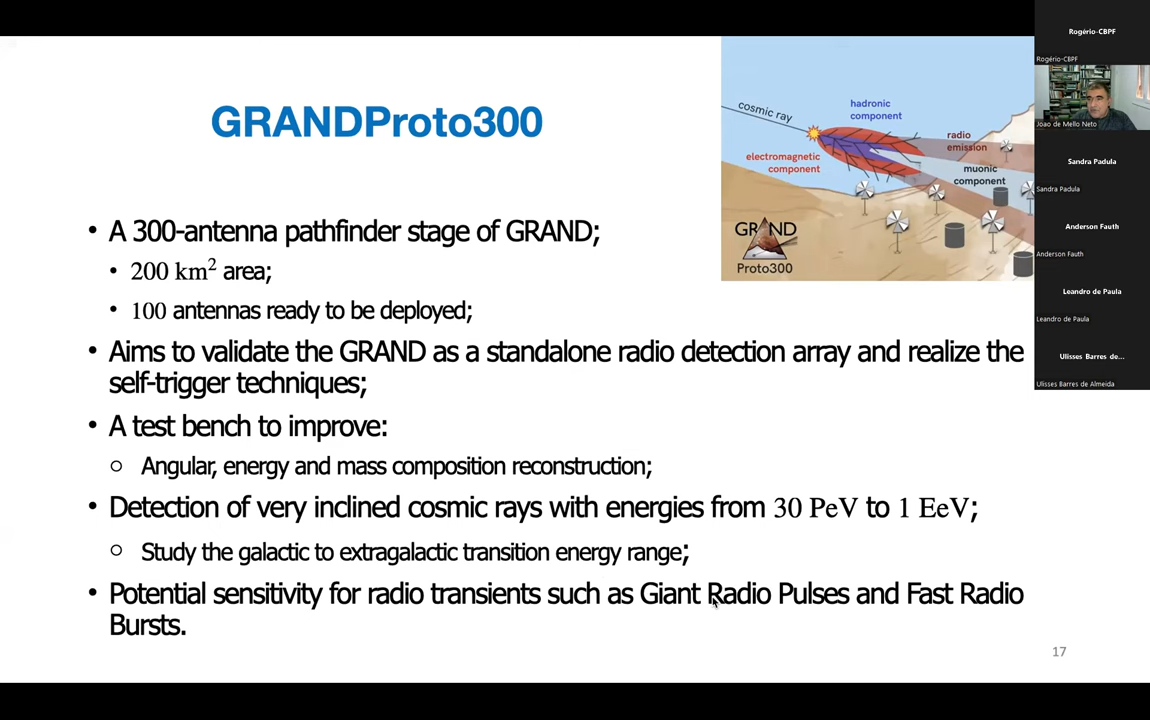 GRANDProto300
• A 300-antenna pathfinder stage of GRAND;
• 200 km² area;
• 100 antennas ready to be deployed;
• Aims to validate the GRAND as a standalone radio detection array and realize the
self-trigger techniques;
• A test bench to improve:
○ Angular, energy and mass composition reconstruction;
• Detection of very inclined cosmic rays with energies from 30 PeV to 1 EeV;
○ Study the galactic to extragalactic transition energy range;
• Potential sensitivity for radio transients such as Giant Radio Pulses and Fast Radio
Bursts.
17
cosmic ray
hadronic
component
radio
emission
electromagnetic
component
muonic
component
GRAND
Proto300
Rogério-CBPF
Rogério-CBPF
Joao de Mello Neto
Sandra Padula
Sandra Padula
Anderson Fauth
Anderson Fauth
Leandro de Paula
Leandro de Paula
Ulisses Barres de...
Ulisses Barres de Almeida